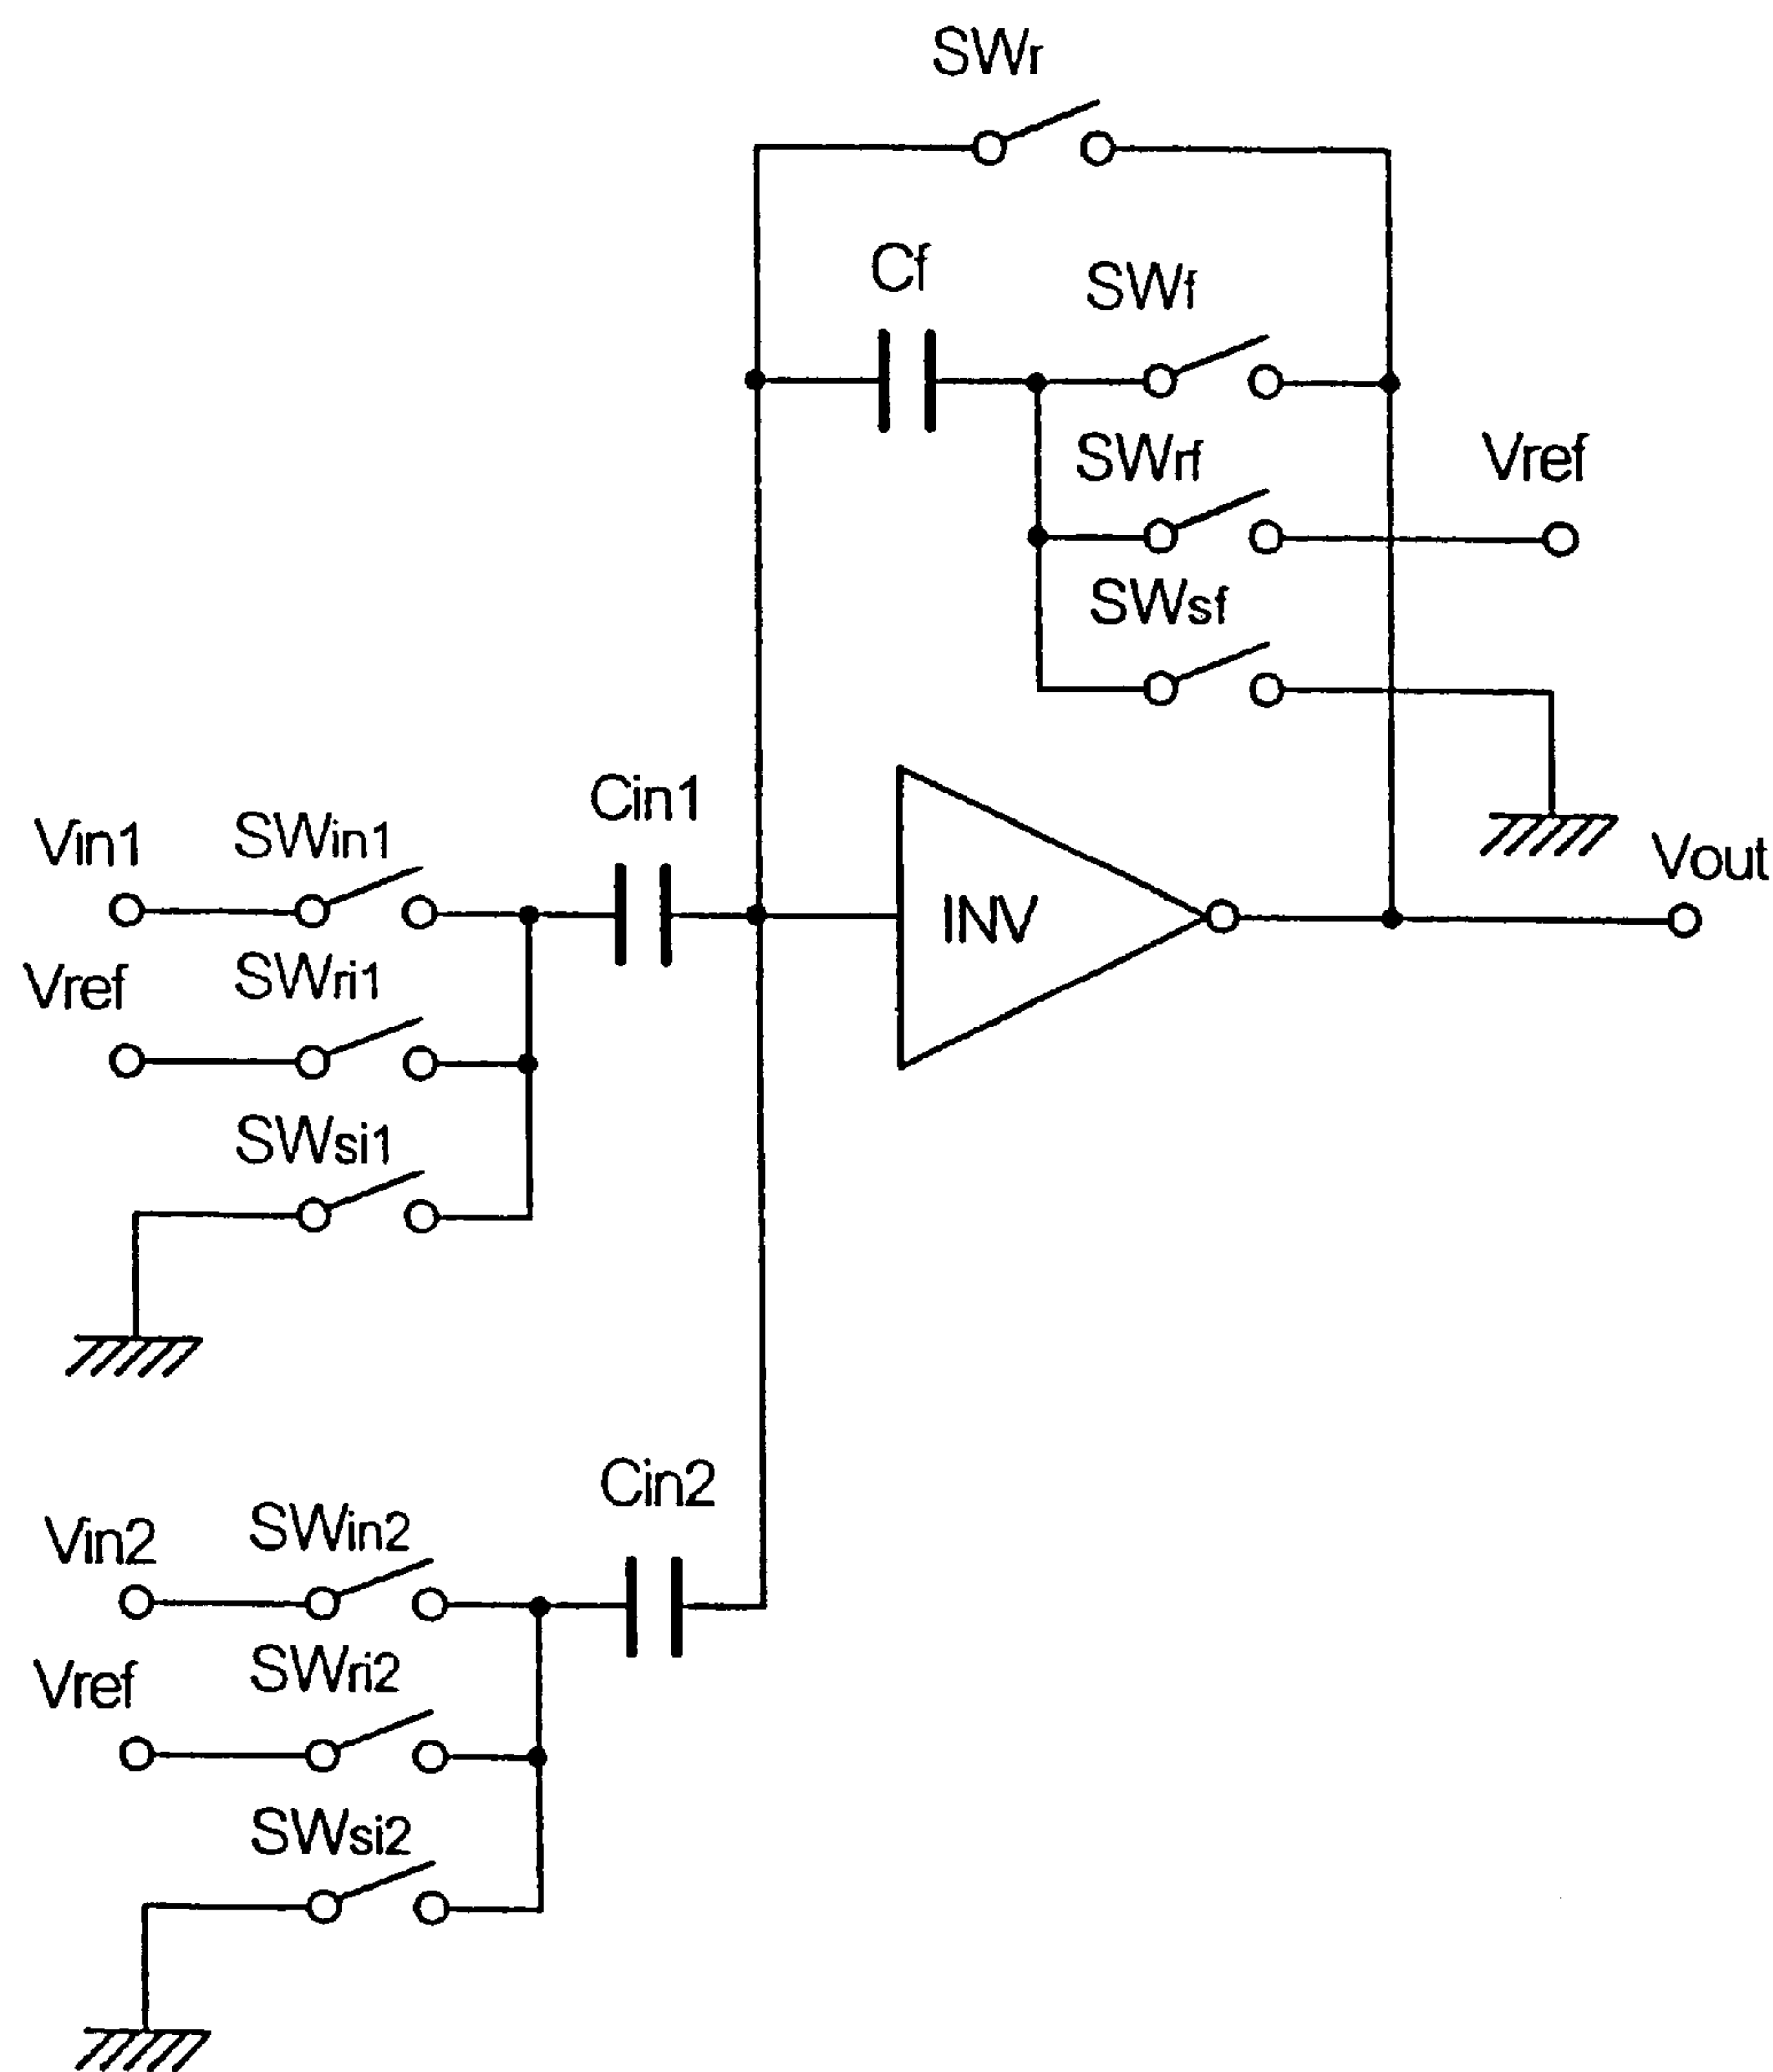 SWr
Cf
SWf
SWrf
Vref
SWsf
Cin1
Vin1
SWin1
Vout
INV
Vref
SWri1
SWsi1
Cin2
Vin2
SWin2
Vref
SWri2
SWsi2